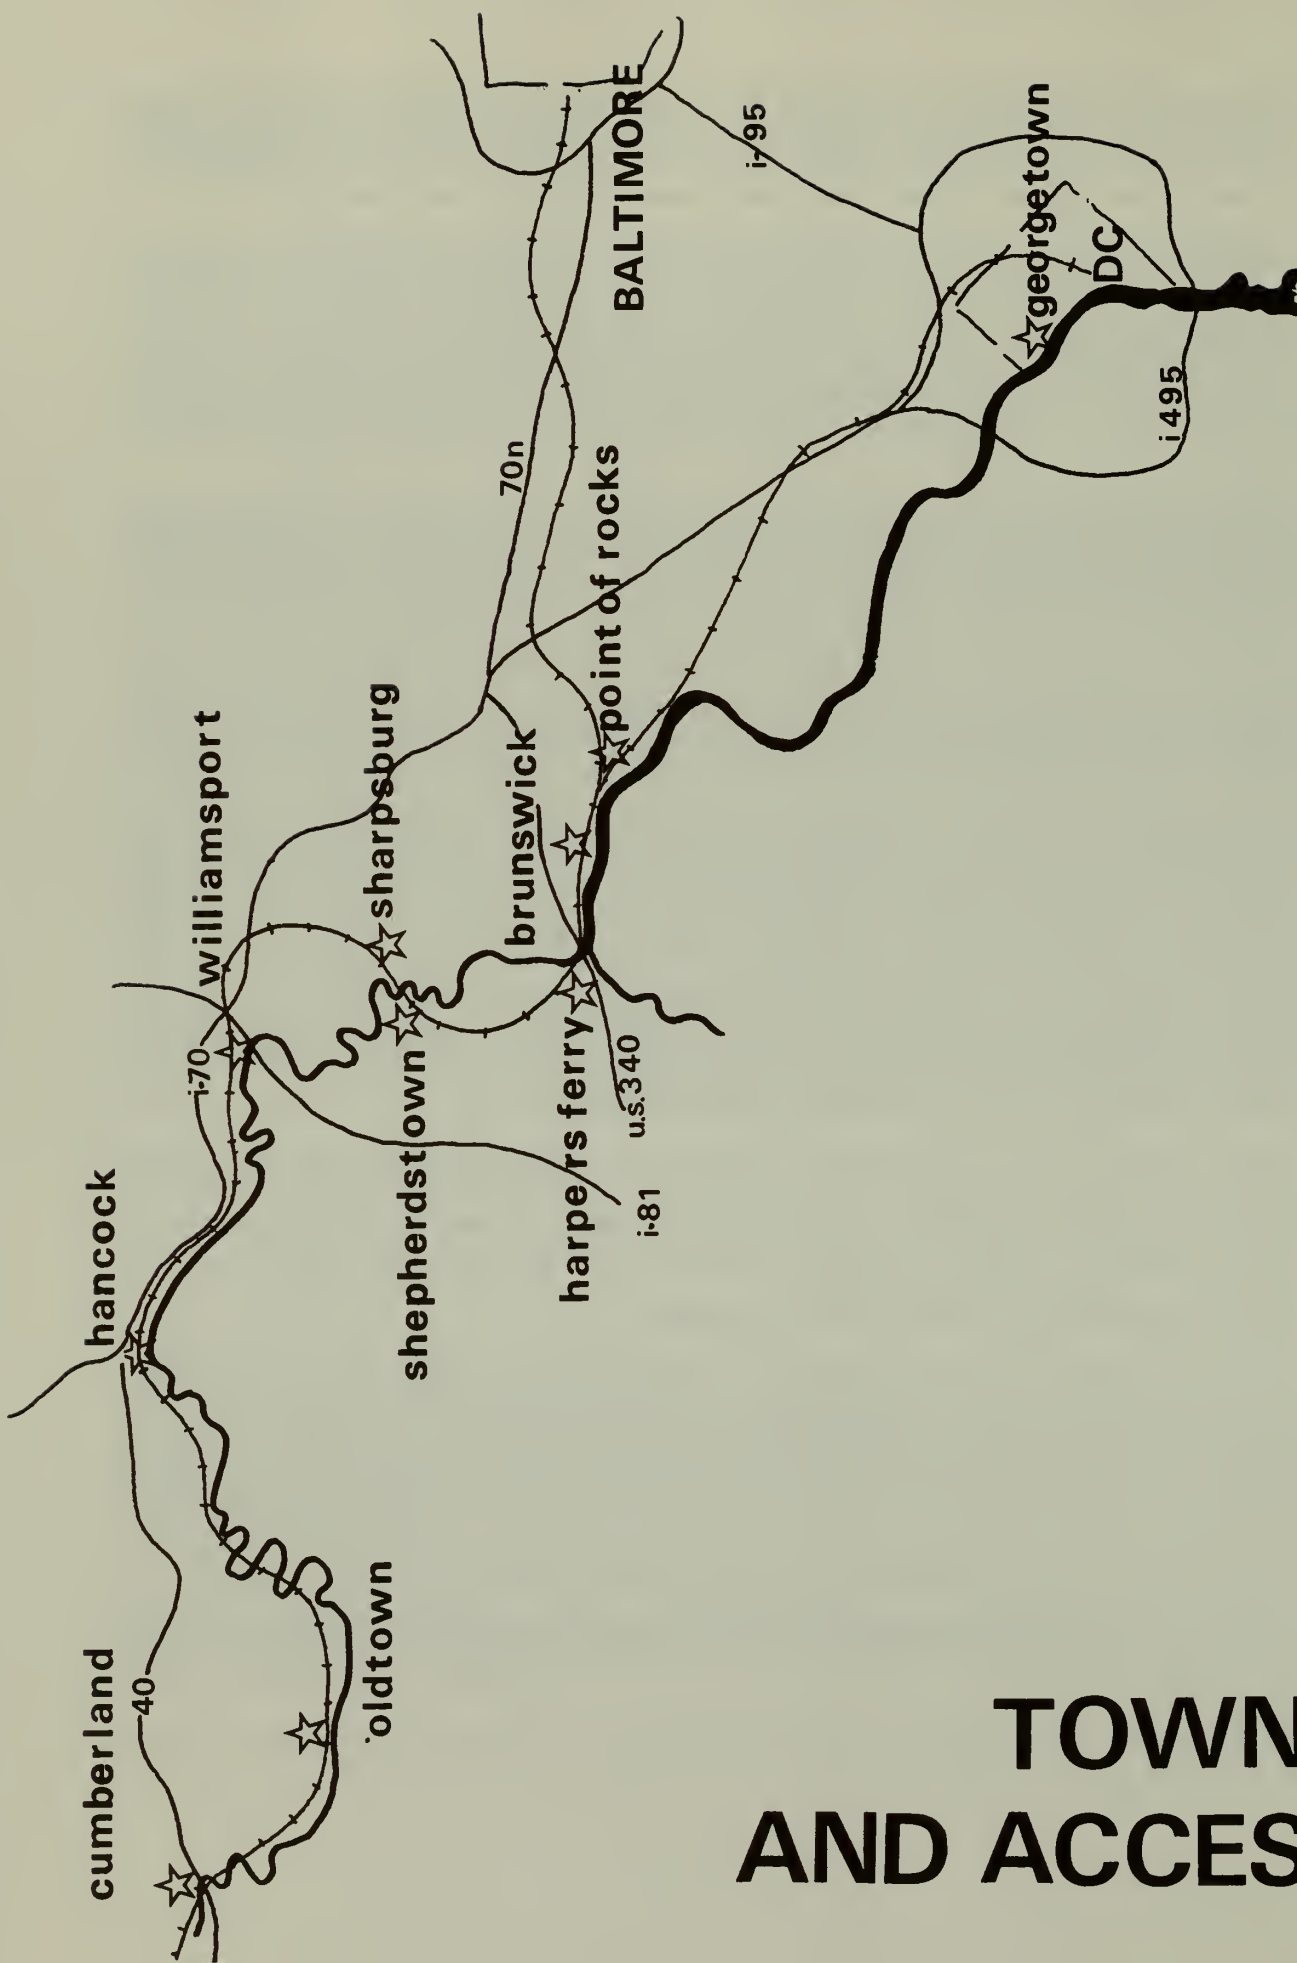 cumberland
40
oldtown
hancock
i-70
williamsport
sharpsburg
shepherdstown
harpers ferry
u.s.340
i-81
brunswick
point of rocks
70n
BALTIMORE
i-95
georgetown
DC
i495
TOWN
AND ACCES